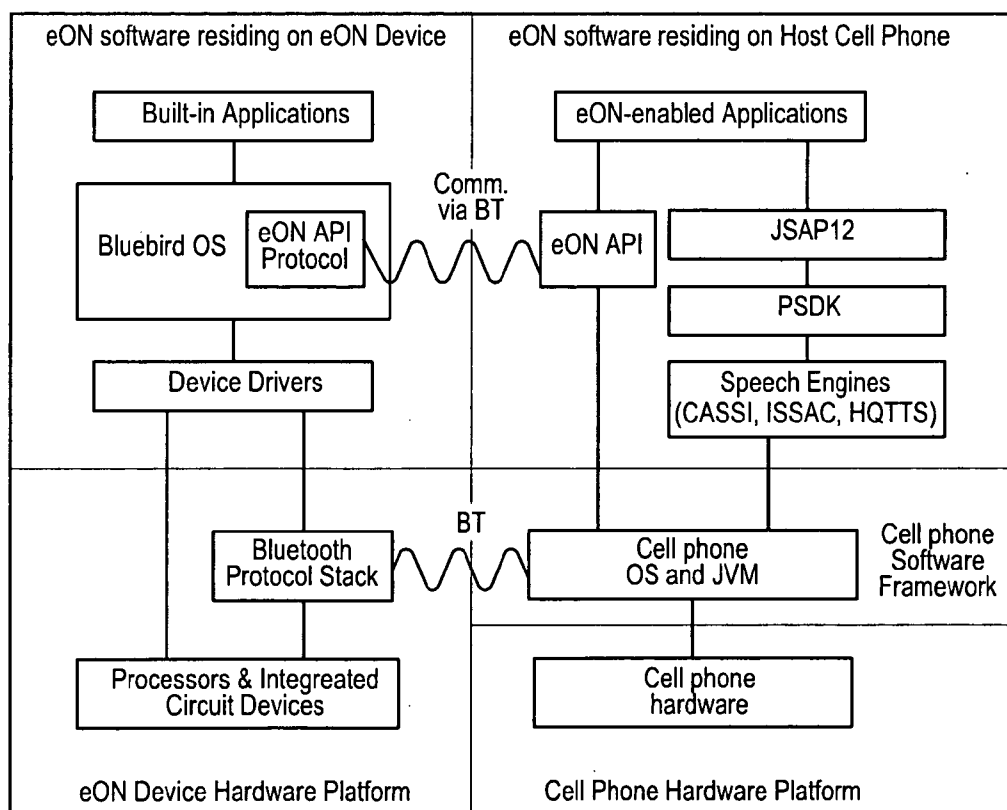 eON software residing on eON Device
eON software residing on Host Cell Phone
Built-in Applications
eON-enabled Applications
Comm.
via BT
Bluebird OS
eON API
Protocol
eON API
JSAP12
PSDK
Device Drivers
Speech Engines
(CASSI, ISSAC, HQTTS)
BT
Bluetooth
Protocol Stack
Cell phone
OS and JVM
Cell phone
Software
Framework
Processors & Integreated
Circuit Devices
Cell phone
hardware
eON Device Hardware Platform
Cell Phone Hardware Platform